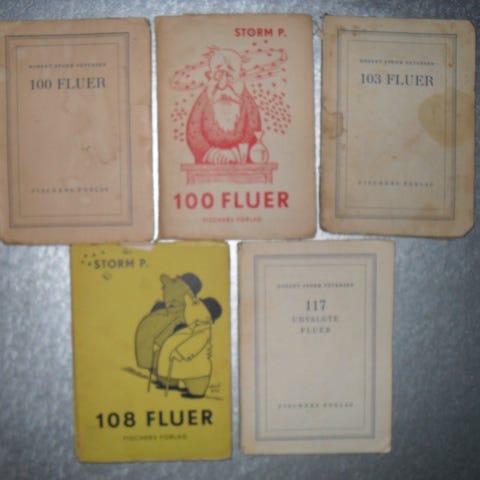 ROBERT STORM PETERSEN
100 FLUER
FISCHERS FORLAG
STORM P.
100 FLUER
FISCHERS FORLAG
ROBERT STORM PETERSEN
103 FLUER
FISCHERS FORLAG
STORM P.
108 FLUER
FISCHERS FORLAG
ROBERT STORM PETERSEN
117
UDVALGTE
FLUER
FISCHERS FORLAG